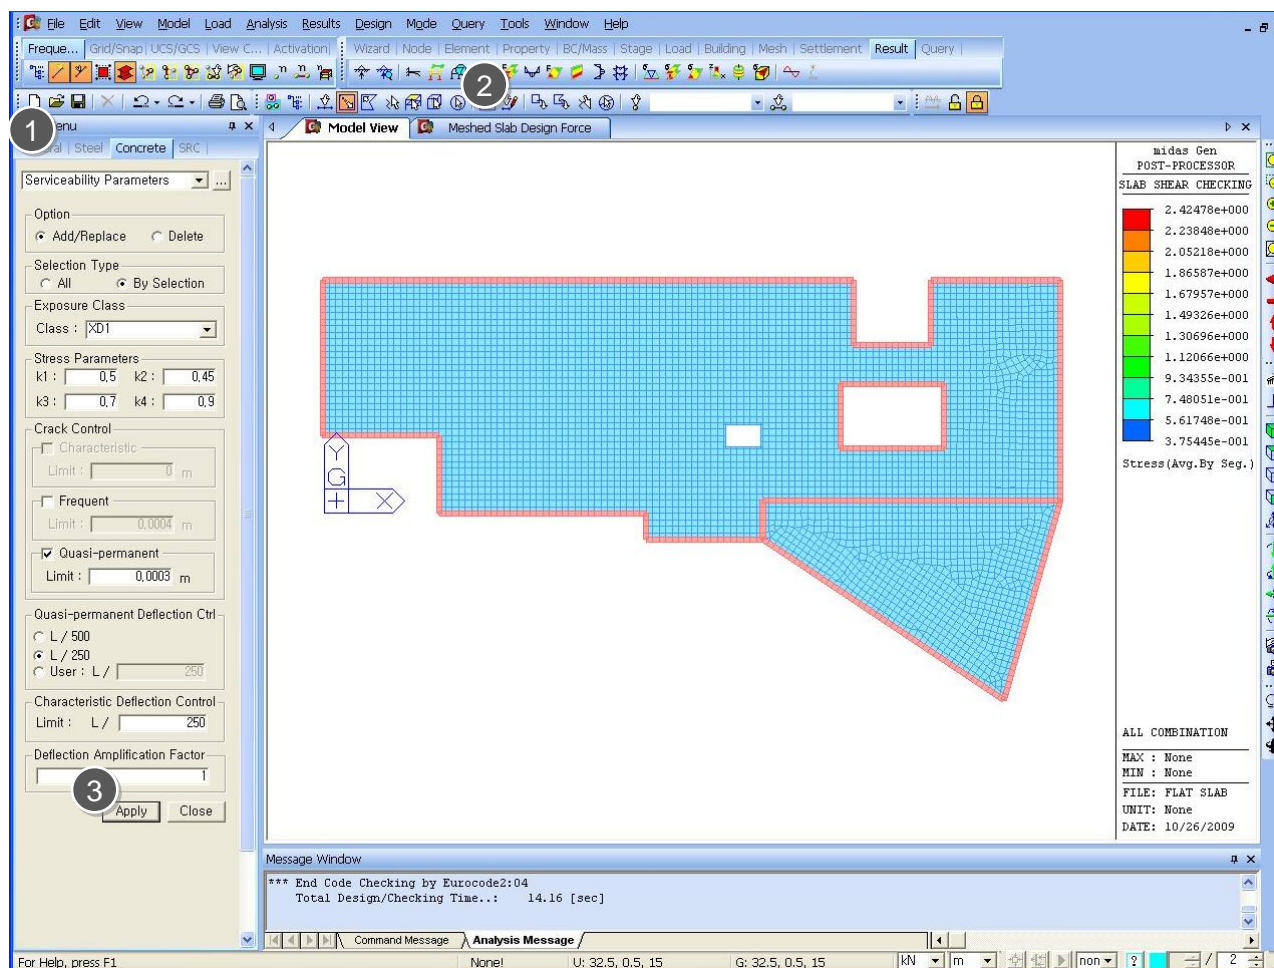 File Edit View Model Load Analysis Results Design Mode Query Tools Window Help
Freque... Grid/Snap UCS/GCS View C... Activation Wizard Node Element Property BC/Mass Stage Load Building Mesh Settlement Result Query
2
1
enu
Model View Meshed Slab Design Force
ral Steel Concrete SRC
Serviceability Parameters ...
Option
Add/Replace Delete
Selection Type
All By Selection
Exposure Class
Class : XD1
Stress Parameters
k1 : 0,5 k2 : 0,45
k3 : 0,7 k4 : 0,9
Crack Control
Characteristic
Limit : 0 m
Frequent
Limit : 0,0004 m
Quasi-permanent
Limit : 0,0003 m
Quasi-permanent Deflection Ctrl
L / 500
L / 250
User : L / 250
Characteristic Deflection Control
Limit : L / 250
Deflection Amplification Factor
1
3
Apply Close
Y
G
X
midas Gen
POST-PROCESSOR
SLAB SHEAR CHECKING
2.42478e+000
2.23848e+000
2.05218e+000
1.86587e+000
1.67957e+000
1.49326e+000
1.30696e+000
1.12066e+000
9.34355e-001
7.48051e-001
5.61748e-001
3.75445e-001
Stress(Avg.By Seg.)
ALL COMBINATION
MAX : None
MIN : None
FILE: FLAT SLAB
UNIT: None
DATE: 10/26/2009
Message Window
*** End Code Checking by Eurocode2:04
Total Design/Checking Time..: 14.16 [sec]
Command Message Analysis Message
For Help, press F1 None! U: 32.5, 0.5, 15 G: 32.5, 0.5, 15 kN m non ? / 2